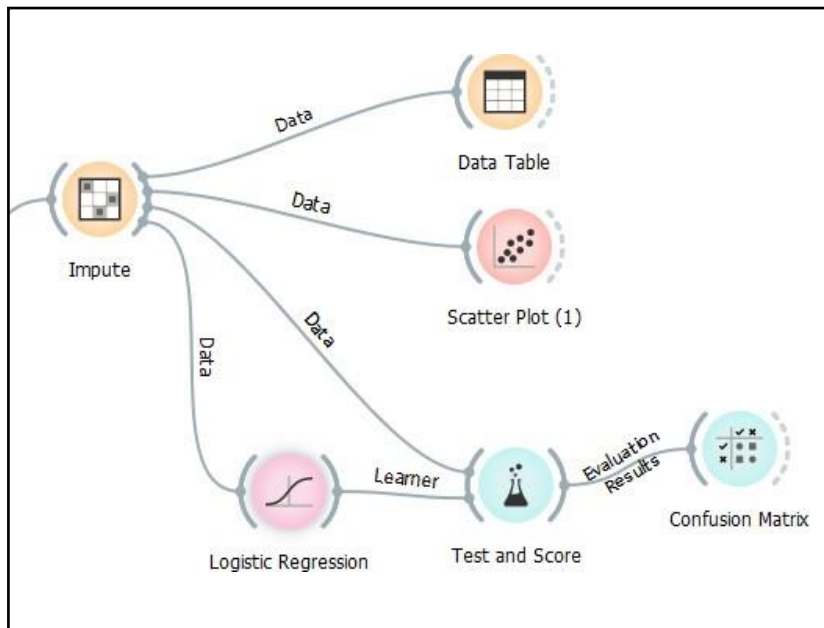 Data
Data Table
Data
Impute
Scatter Plot (1)
Data
Data
Learner
Evaluation
Results
Logistic Regression
Test and Score
Confusion Matrix